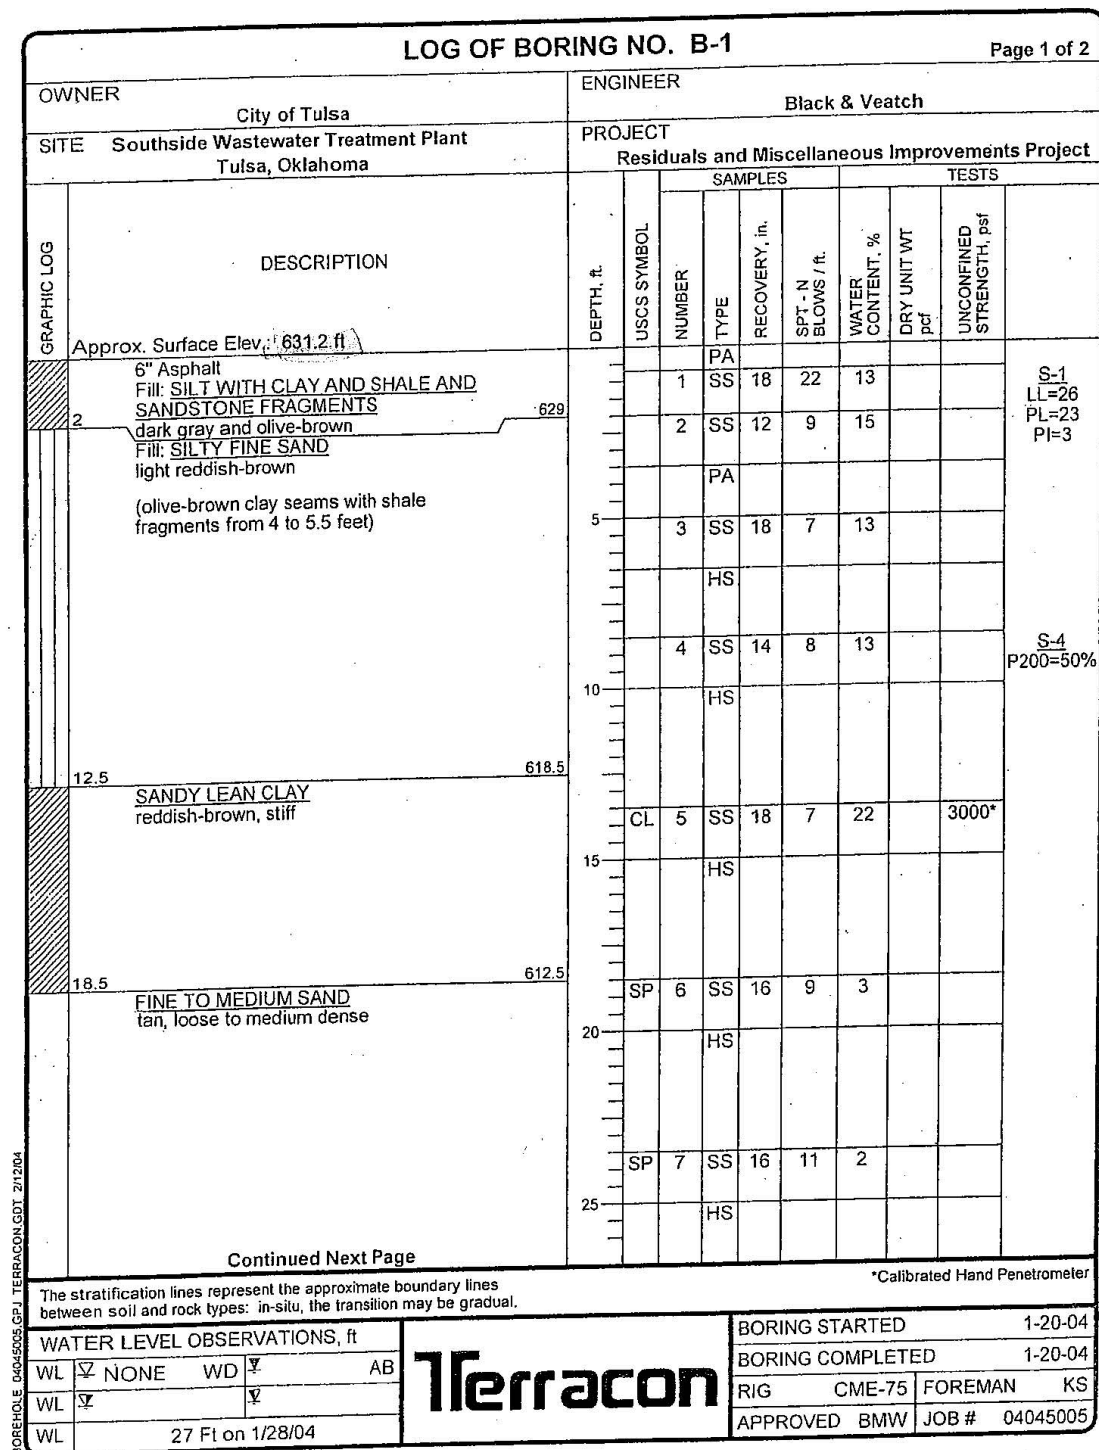 LOG OF BORING NO. B-1
Page 1 of 2
OWNER
City of Tulsa
ENGINEER
Black & Veatch
SITE Southside Wastewater Treatment Plant
Tulsa, Oklahoma
PROJECT
Residuals and Miscellaneous Improvements Project
SAMPLES TESTS
GRAPHIC LOG
DESCRIPTION
DEPTH, ft.
USCS SYMBOL
NUMBER
TYPE
RECOVERY, in.
SPT - N
BLOWS / ft.
WATER
CONTENT, %
DRY UNIT WT
pcf
UNCONFINED
STRENGTH, psf
Approx. Surface Elev.: 631.2 ft
PA
6" Asphalt
Fill: SILT WITH CLAY AND SHALE AND
SANDSTONE FRAGMENTS
dark gray and olive-brown
2 629
1 SS 18 22 13
S-1
LL=26
PL=23
PI=3
2 SS 12 9 15
Fill: SILTY FINE SAND
light reddish-brown
(olive-brown clay seams with shale
fragments from 4 to 5.5 feet)
PA
5
3 SS 18 7 13
HS
4 SS 14 8 13
S-4
P200=50%
10
HS
12.5 618.5
SANDY LEAN CLAY
reddish-brown, stiff
CL 5 SS 18 7 22 3000*
15
HS
18.5 612.5
FINE TO MEDIUM SAND
tan, loose to medium dense
SP 6 SS 16 9 3
20
HS
SP 7 SS 16 11 2
25
HS
Continued Next Page
The stratification lines represent the approximate boundary lines
between soil and rock types: in-situ, the transition may be gradual.
*Calibrated Hand Penetrometer
WATER LEVEL OBSERVATIONS, ft
WL NONE WD AB
WL
WL 27 Ft on 1/28/04
Terracon
BORING STARTED 1-20-04
BORING COMPLETED 1-20-04
RIG CME-75 FOREMAN KS
APPROVED BMW JOB # 04045005
BOREHOLE 04045005.GPJ TERRACON.GDT 2/12/04